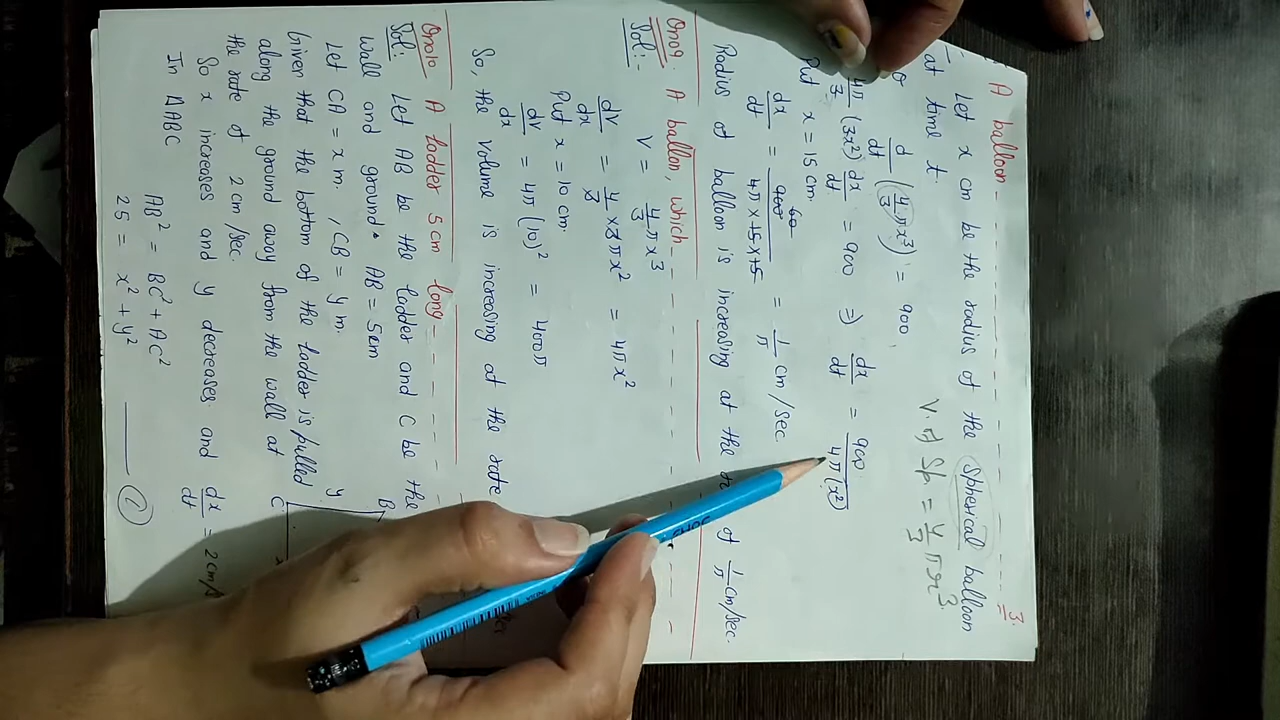 3.
A balloon
Let x cm be the radius of the spherical balloon
at time t.
V. of Sp = 4/3 πr³
d/dt (4/3 πx³) = 900
4π/3 (3x²) dx/dt = 900 ⇒ dx/dt = 900/4π(x²)
Put x = 15 cm.
dx/dt = 900 60/4π×15×15 = 1/π cm/sec
Radius of balloon is increasing at the of 1/π cm/sec.
Qno9. A ballon, which
Sol:- V = 4/3 πx³
dv/dx = 4/3 ×3πx² = 4πx²
Put x = 10 cm.
dv/dx = 4π(10)² = 400π
So, the volume is increasing at the rate
Qno10 A ladder 5cm long
Sol: Let AB be the ladder and C be the
wall and ground. AB = 5cm
Let CA = x m. , CB = y m.
Given that the bottom of the ladder is pulled
along the ground away from the wall at
the rate of 2 cm/sec.
So x increases and y decreases and dx/dt = 2cm/
In ΔABC
AB² = BC² + AC²
25 = x² + y² ①
B
y
C
x